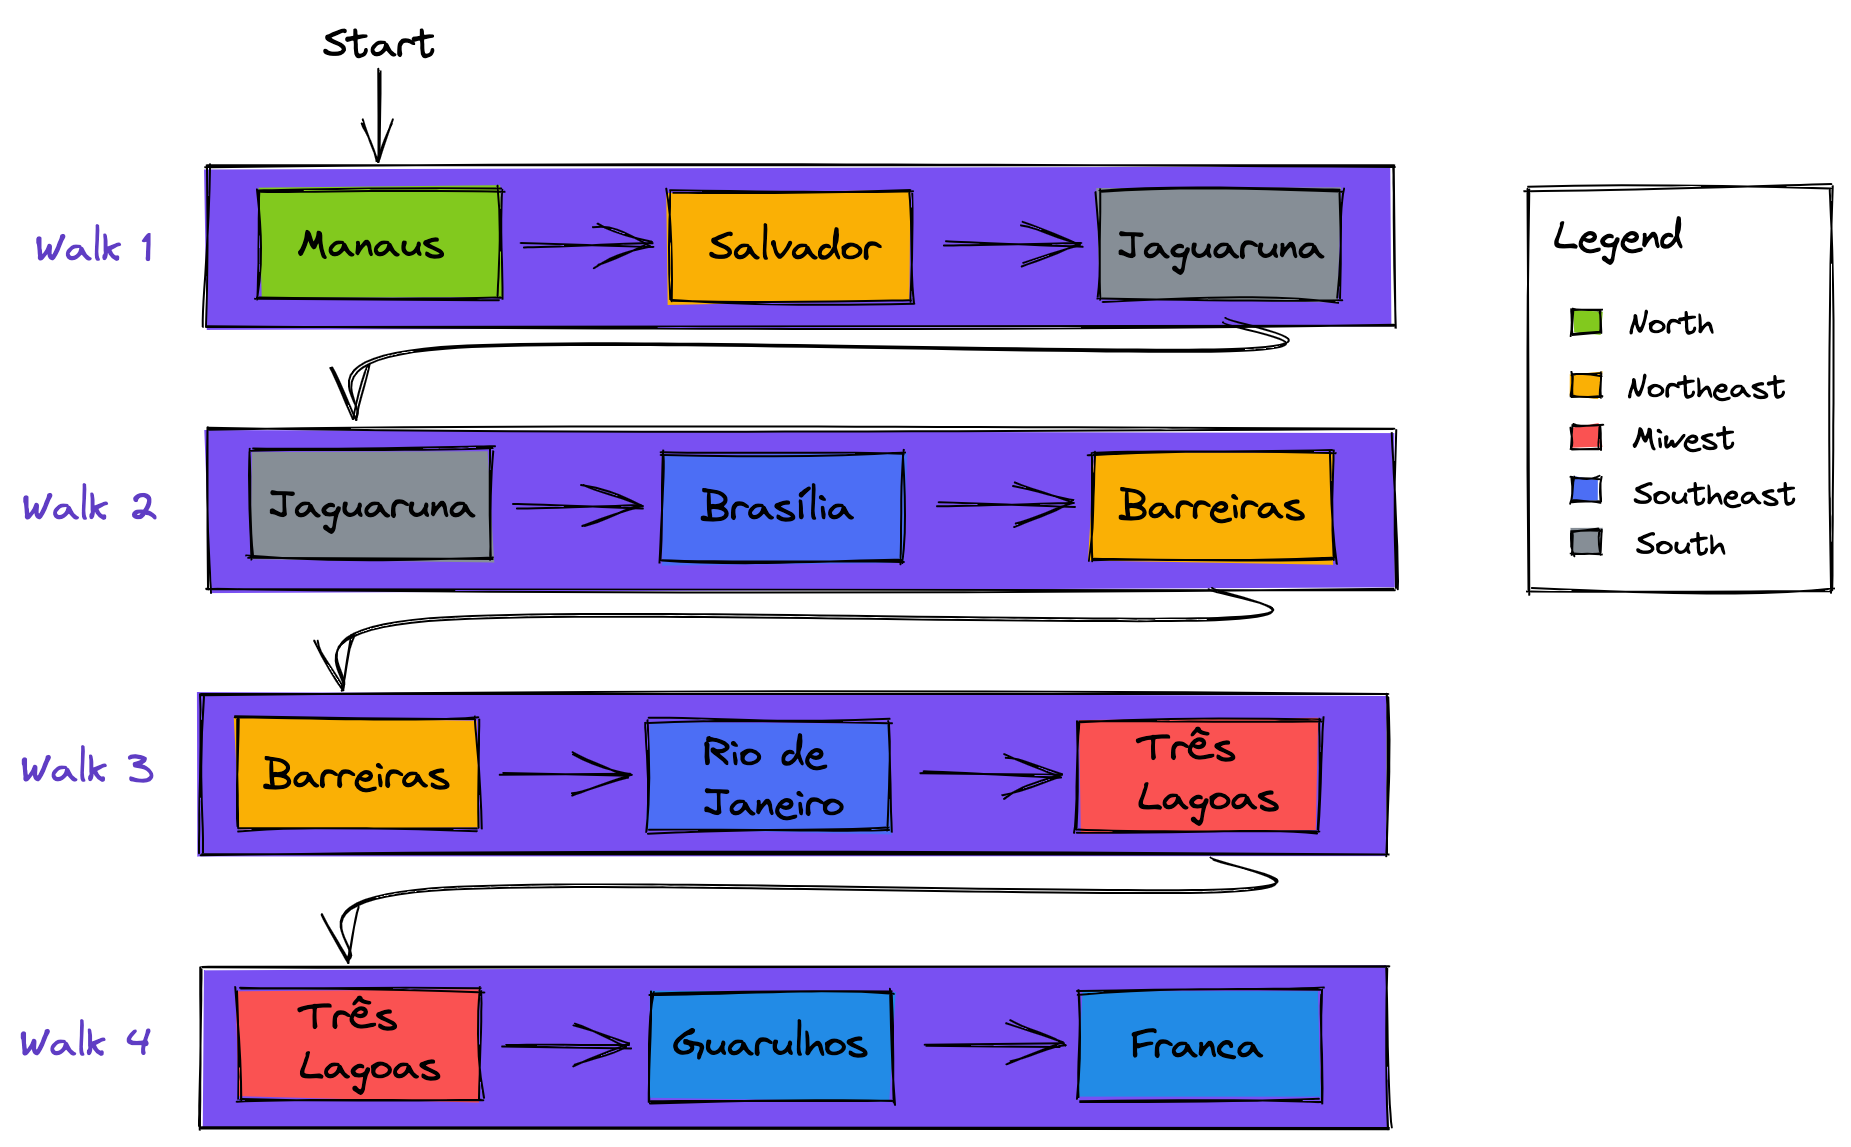 Start
Walk 1
Manaus
Salvador
Jaguaruna
Walk 2
Jaguaruna
Brasília
Barreiras
Walk 3
Barreiras
Rio de
Janeiro
Três
Lagoas
Walk 4
Três
Lagoas
Guarulhos
Franca
Legend
North
Northeast
Miwest
Southeast
South